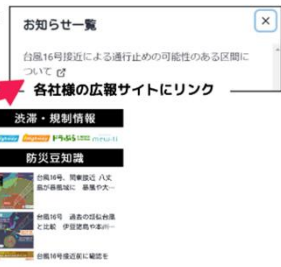 お知らせ一覧
台風16号接近による通行止めの可能性のある区間に
ついて
各社様の広報サイトにリンク
渋滞・規制情報
防災豆知識
台風16号、関東接近 八丈
島が暴風域に 暴風や大…
台風16号 過去の類似台風
と比較 伊豆諸島や本州…
台風16号接近前に確認を